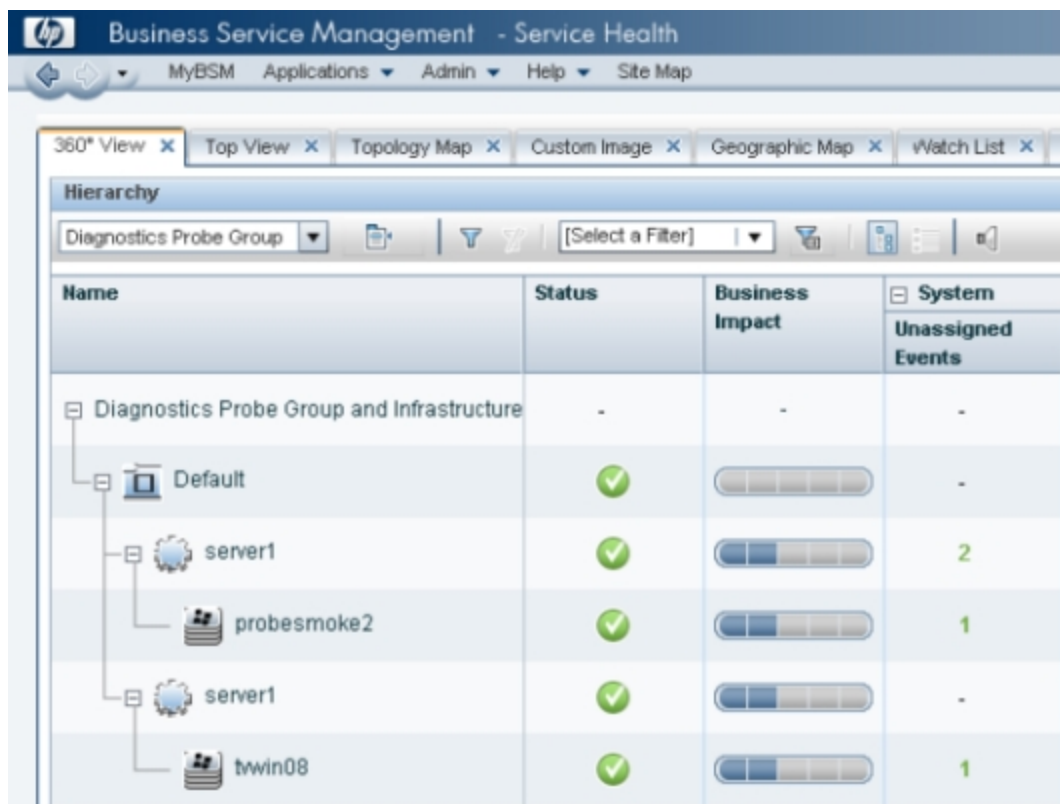 hp Business Service Management - Service Health
MyBSM Applications Admin Help Site Map
360° View Top View Topology Map Custom Image Geographic Map Watch List
Hierarchy
Diagnostics Probe Group [Select a Filter]
Name Status Business Impact System
Unassigned Events
Diagnostics Probe Group and Infrastructure - - -
Default -
server1 2
probesmoke2 1
server1 -
tvwin08 1